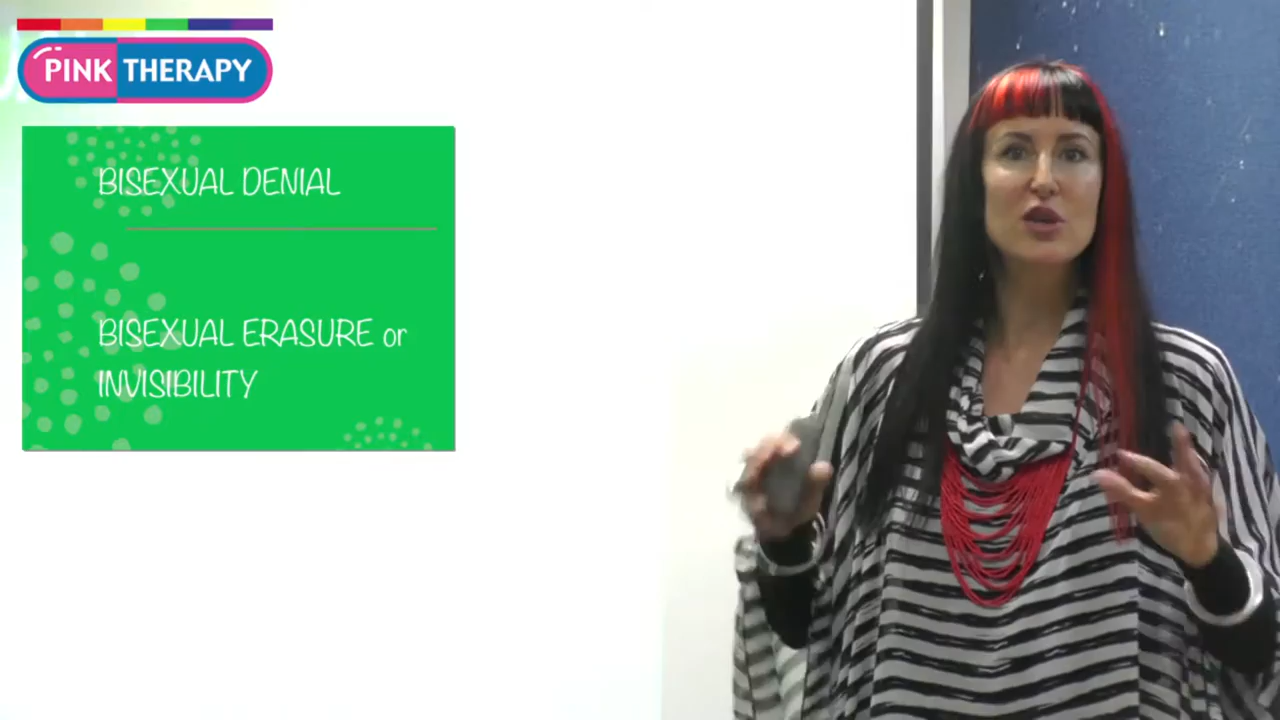 PINK THERAPY
BISEXUAL DENIAL
BISEXUAL ERASURE or
INVISIBILITY